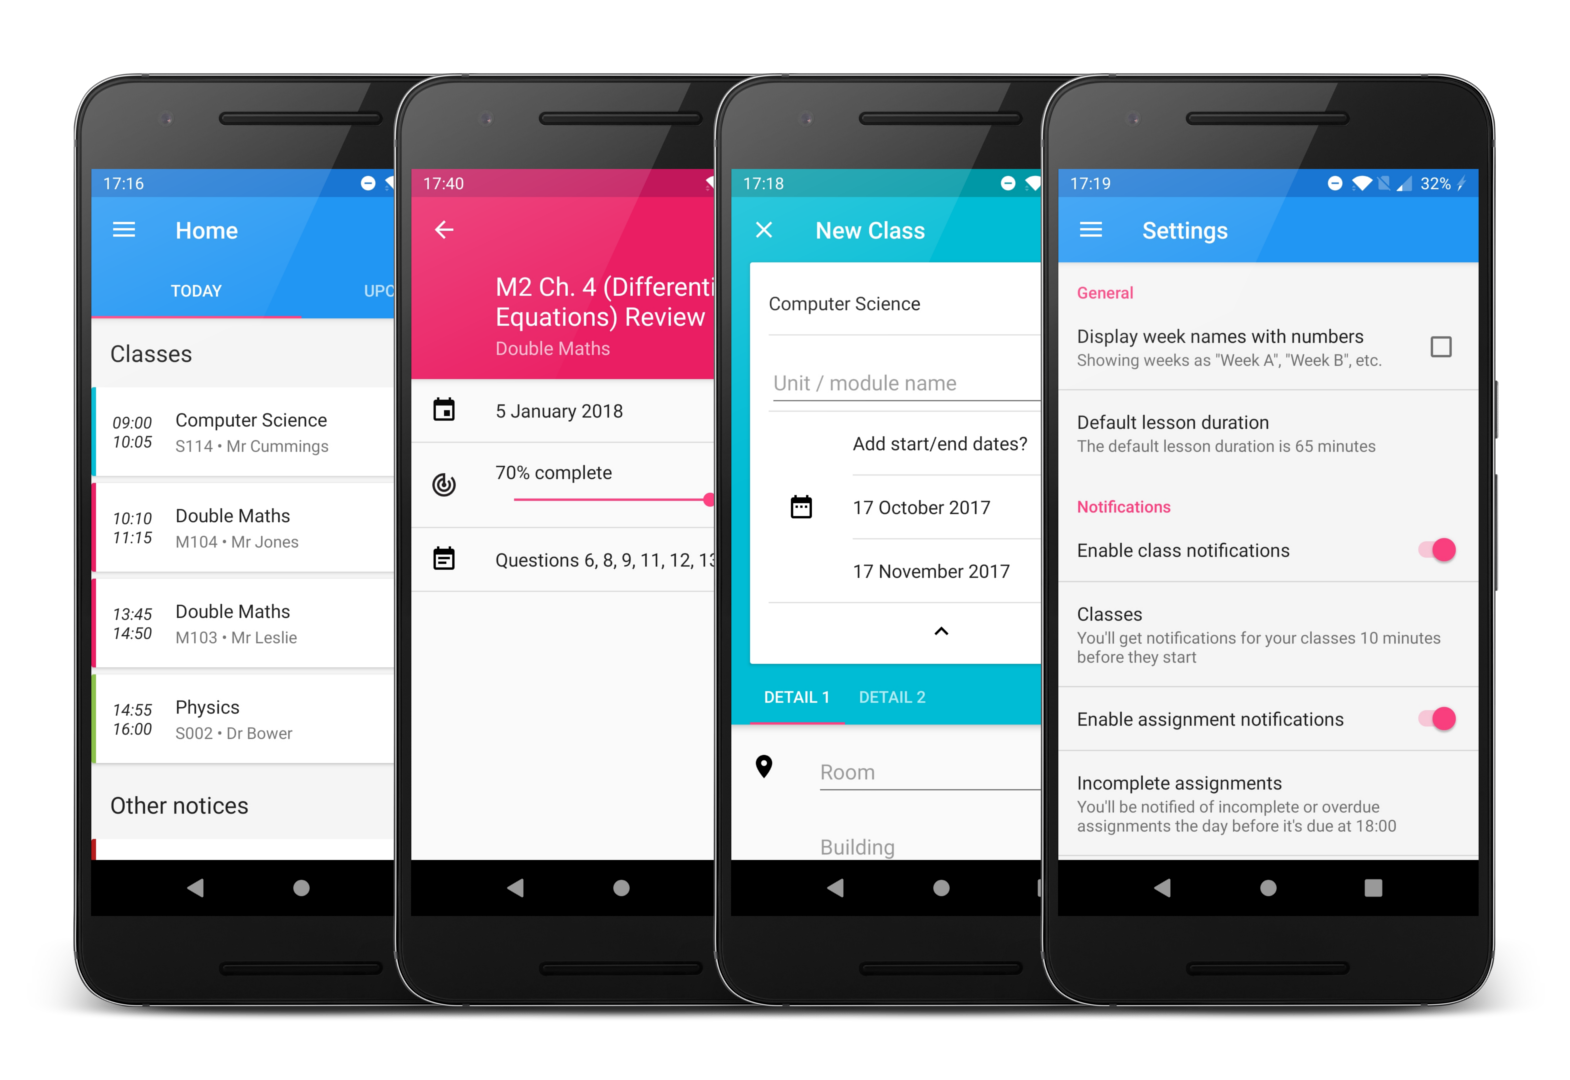 17:16
Home
TODAY
UPC
Classes
09:00
10:05
Computer Science
S114 • Mr Cummings
10:10
11:15
Double Maths
M104 • Mr Jones
13:45
14:50
Double Maths
M103 • Mr Leslie
14:55
16:00
Physics
S002 • Dr Bower
Other notices
17:40
M2 Ch. 4 (Differenti
Equations) Review
Double Maths
5 January 2018
70% complete
Questions 6, 8, 9, 11, 12, 13
17:18
New Class
Computer Science
Unit / module name
Add start/end dates?
17 October 2017
17 November 2017
DETAIL 1
DETAIL 2
Room
Building
17:19
32%
Settings
General
Display week names with numbers
Showing weeks as "Week A", "Week B", etc.
Default lesson duration
The default lesson duration is 65 minutes
Notifications
Enable class notifications
Classes
You'll get notifications for your classes 10 minutes
before they start
Enable assignment notifications
Incomplete assignments
You'll be notified of incomplete or overdue
assignments the day before it's due at 18:00